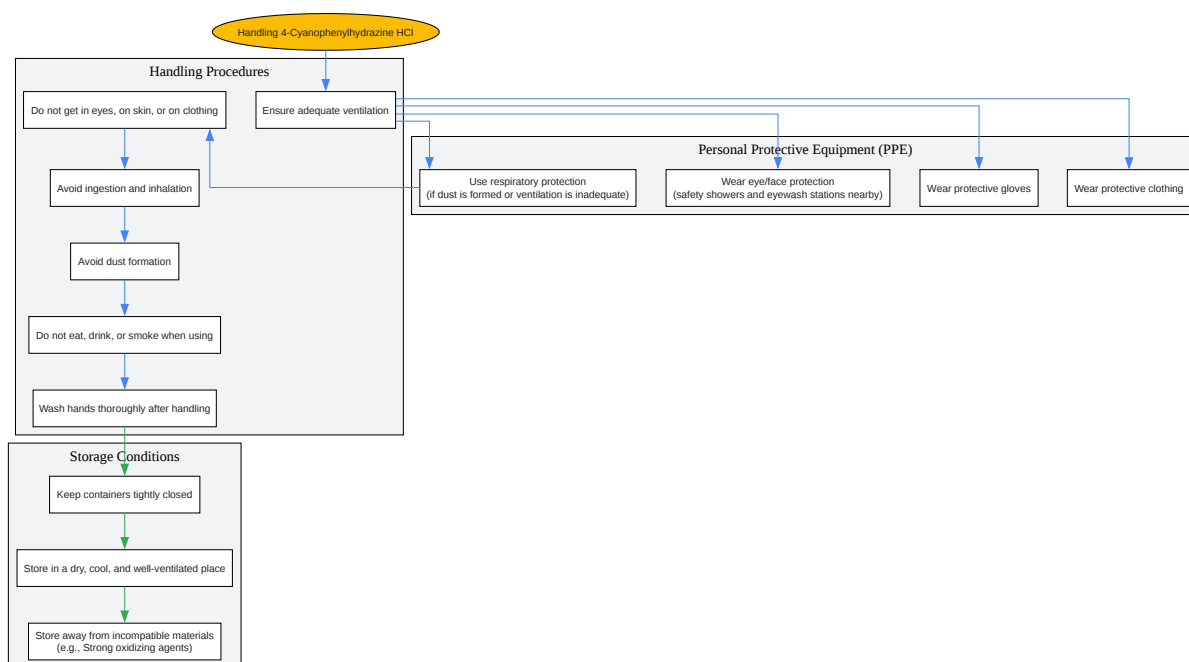 Handling 4-Cyanophenylhydrazine HCl
Handling Procedures
Do not get in eyes, on skin, or on clothing
Ensure adequate ventilation
Personal Protective Equipment (PPE)
Avoid ingestion and inhalation
Use respiratory protection
(if dust is formed or ventilation is inadequate)
Wear eye/face protection
(safety showers and eyewash stations nearby)
Wear protective gloves
Wear protective clothing
Avoid dust formation
Do not eat, drink, or smoke when using
Wash hands thoroughly after handling
Storage Conditions
Keep containers tightly closed
Store in a dry, cool, and well-ventilated place
Store away from incompatible materials
(e.g., Strong oxidizing agents)